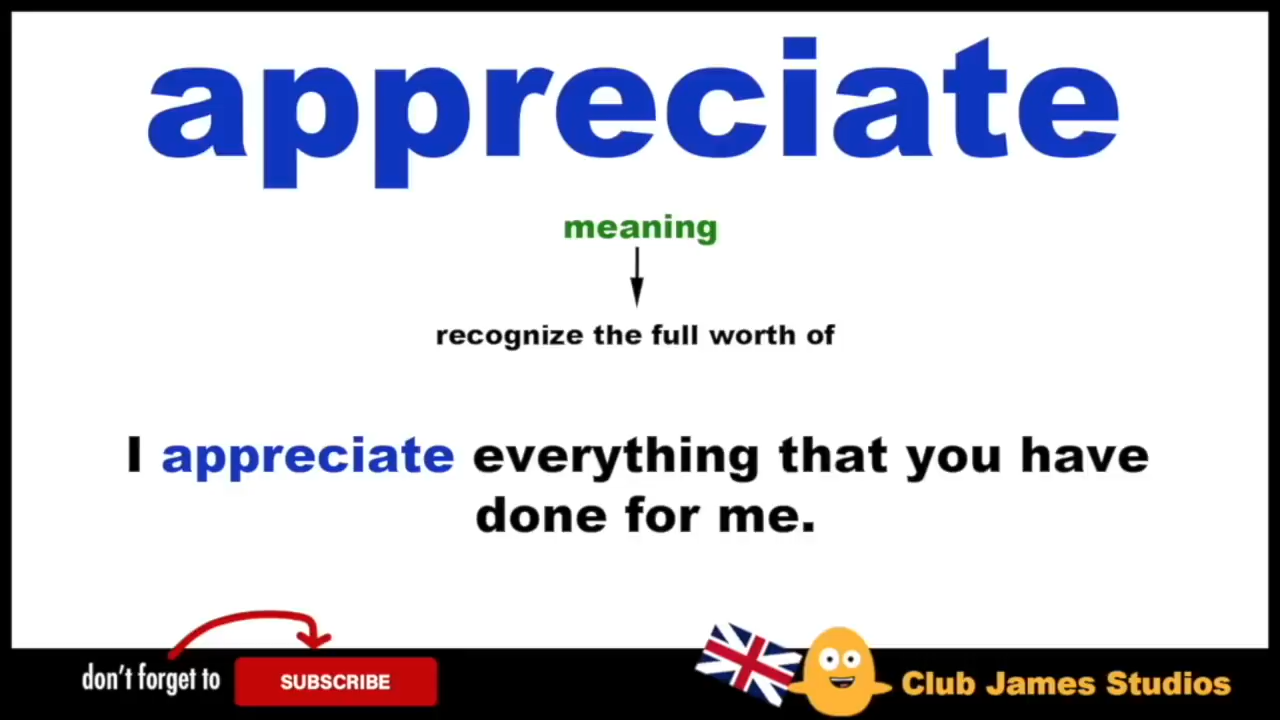 appreciate
meaning
recognize the full worth of
I appreciate everything that you have
done for me.
don't forget to
SUBSCRIBE
Club James Studios